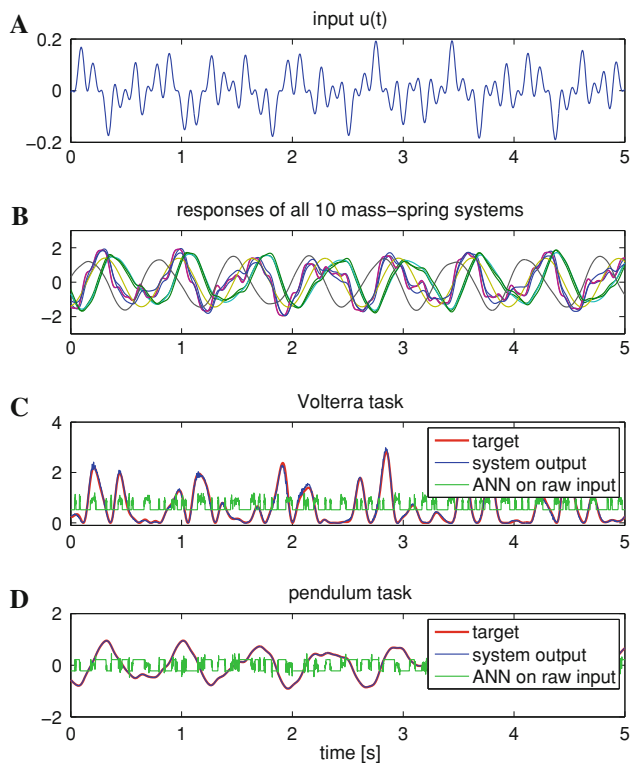 A
input u(t)
0.2
0
−0.2
0 1 2 3 4 5
B
responses of all 10 mass−spring systems
2
0
−2
0 1 2 3 4 5
C
Volterra task
4
2
0
target
system output
ANN on raw input
0 1 2 3 4 5
D
pendulum task
2
0
−2
target
system output
ANN on raw input
0 1 2 3 4 5
time [s]